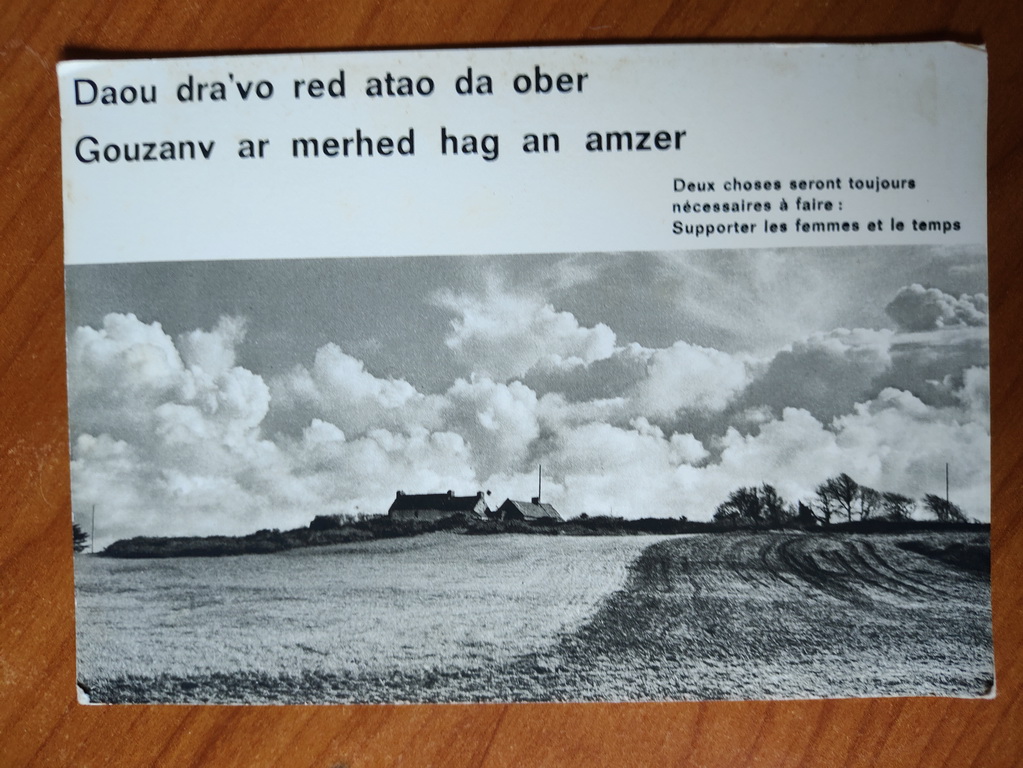 Daou dra'vo red atao da ober
Gouzanv ar merhed hag an amzer
Deux choses seront toujours
nécessaires à faire :
Supporter les femmes et le temps